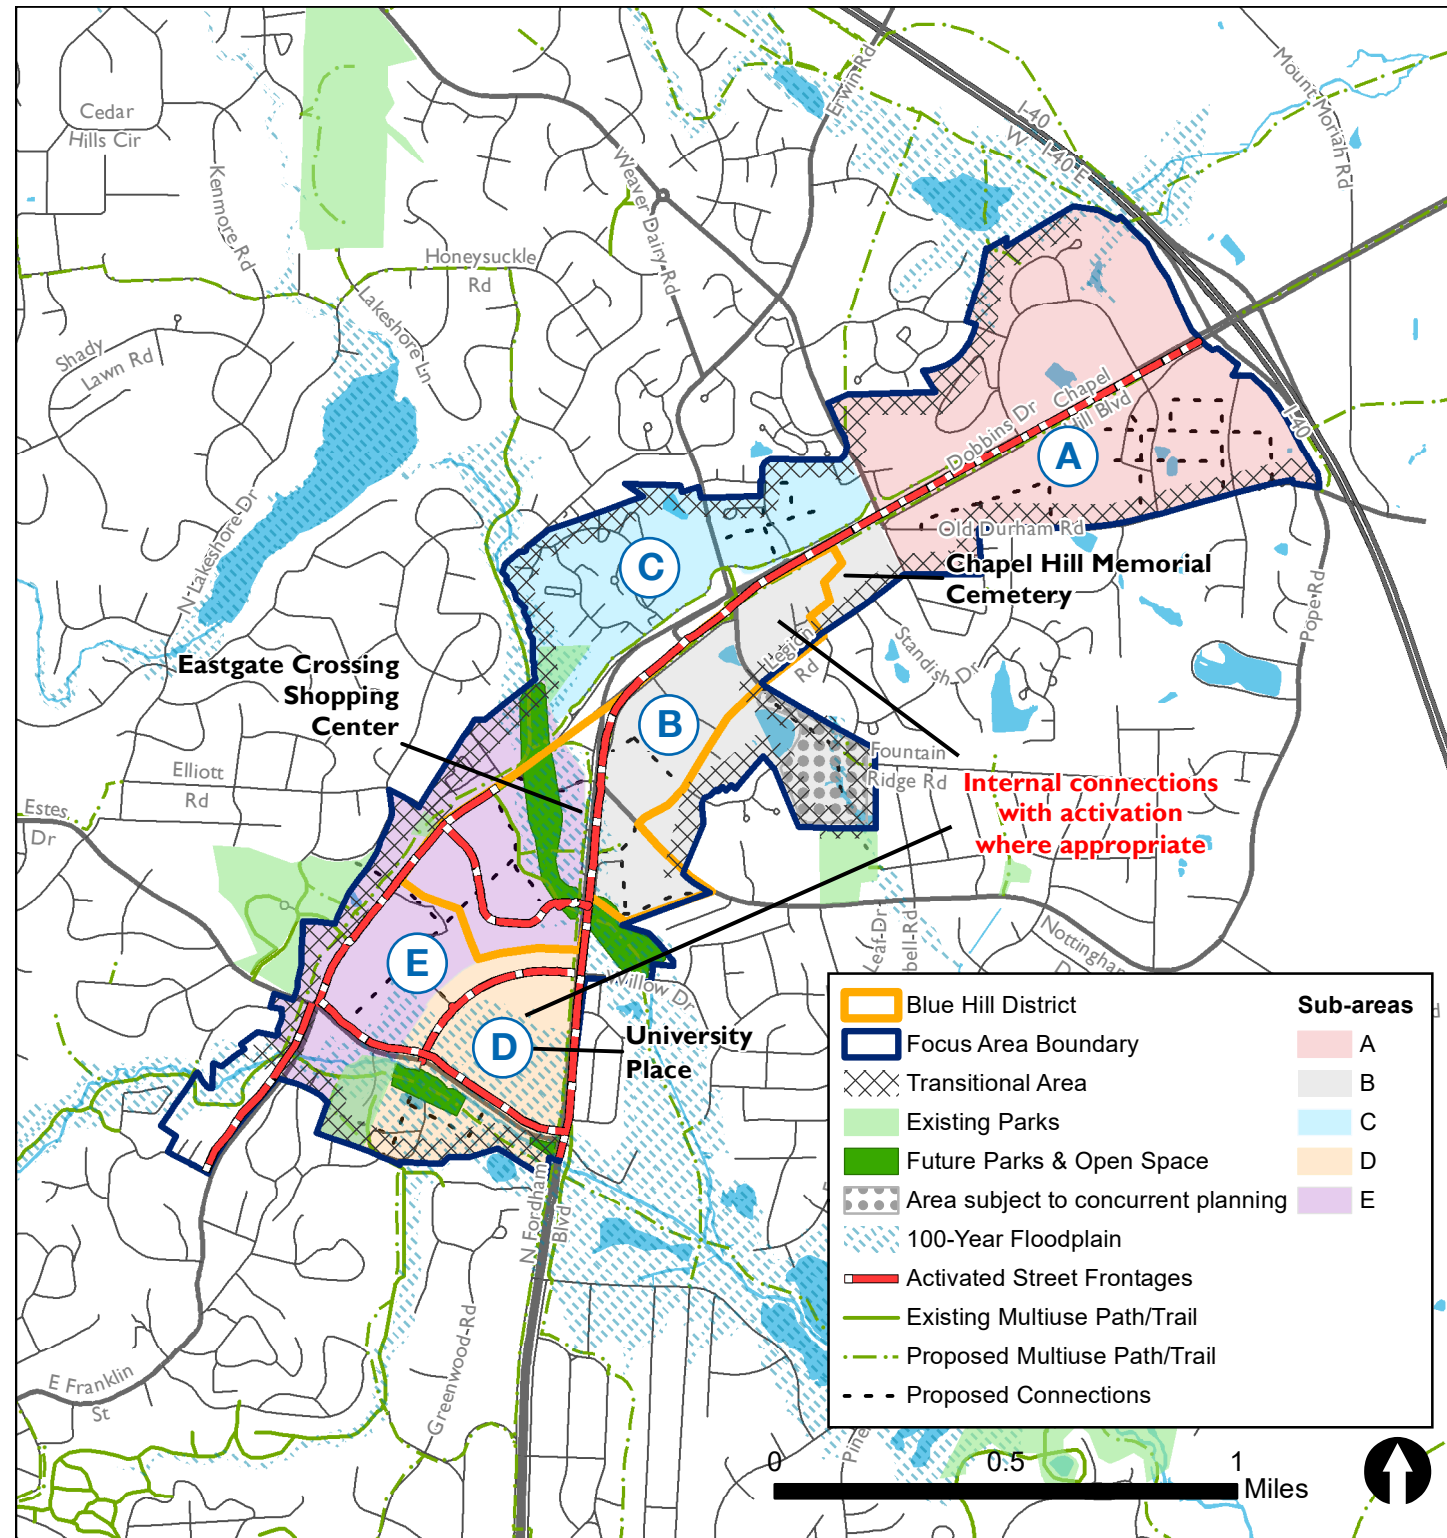 Cedar
Hills Cir
Kenmore Rd
Erwin Rd
I-40
W
I-40 E
Mount Moriah Rd
Weaver Dairy Rd
Honeysuckle
Rd
Lakeshore Ln
Shady
Lawn Rd
N Lakeshore Dr
Dobbins Dr
Chapel
Hill Blvd
I-40
A
Old Durham Rd
C
Chapel Hill Memorial
Cemetery
Pope Rd
Standish Dr
Legion
Rd
Eastgate Crossing
Shopping
Center
B
Fountain
Ridge Rd
Elliott
Rd
Estes
Dr
Internal connections
with activation
where appropriate
Leaf Dr
bell Rd
Nottingham
D
E
Willow Dr
D
University
Place
N Fordham
Blvd
Greenwood Rd
E Franklin
St
Pine
Blue Hill District
Focus Area Boundary
Transitional Area
Existing Parks
Future Parks & Open Space
Area subject to concurrent planning
100-Year Floodplain
Activated Street Frontages
Existing Multiuse Path/Trail
Proposed Multiuse Path/Trail
Proposed Connections
Sub-areas
A
B
C
D
E
0 0.5 1
Miles